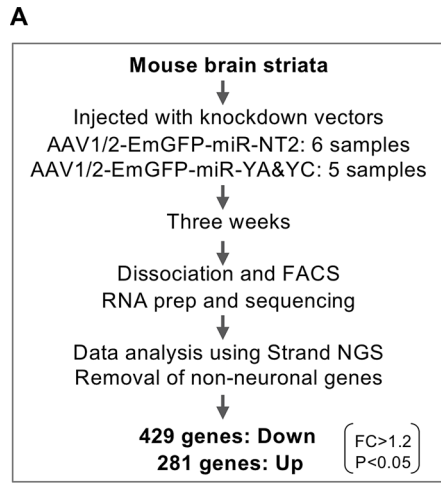 A
Mouse brain striata
Injected with knockdown vectors
AAV1/2-EmGFP-miR-NT2: 6 samples
AAV1/2-EmGFP-miR-YA&YC: 5 samples
Three weeks
Dissociation and FACS
RNA prep and sequencing
Data analysis using Strand NGS
Removal of non-neuronal genes
429 genes: Down
281 genes: Up
FC>1.2
P<0.05